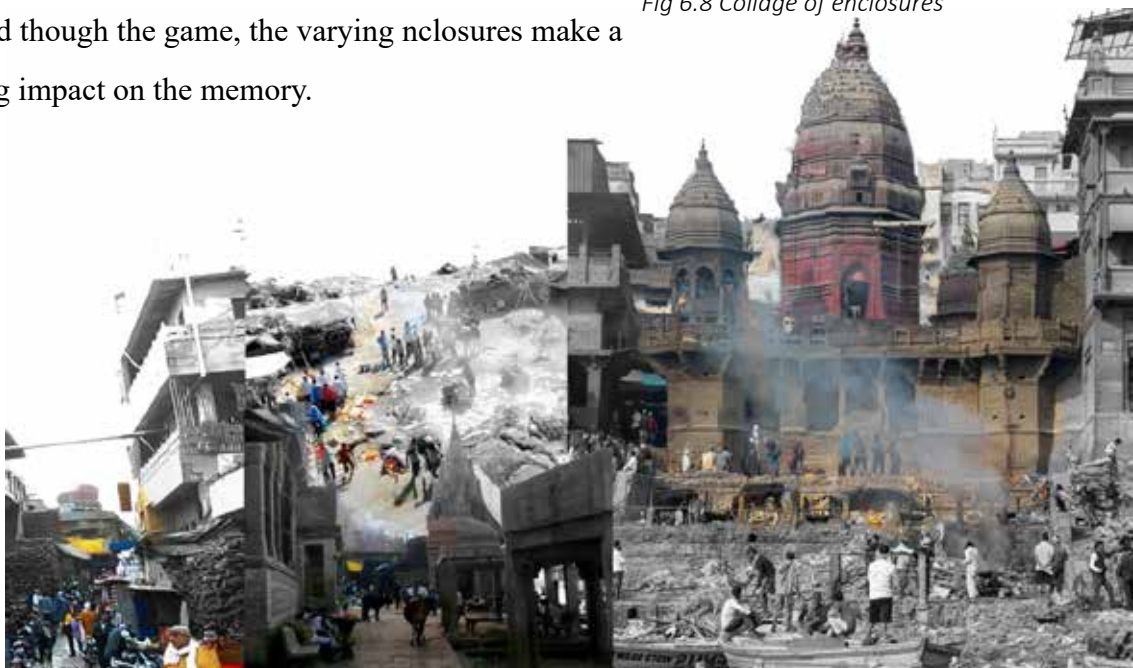 Fig 6.8 Collage of enclosures
d though the game, the varying nclosures make a
g impact on the memory.